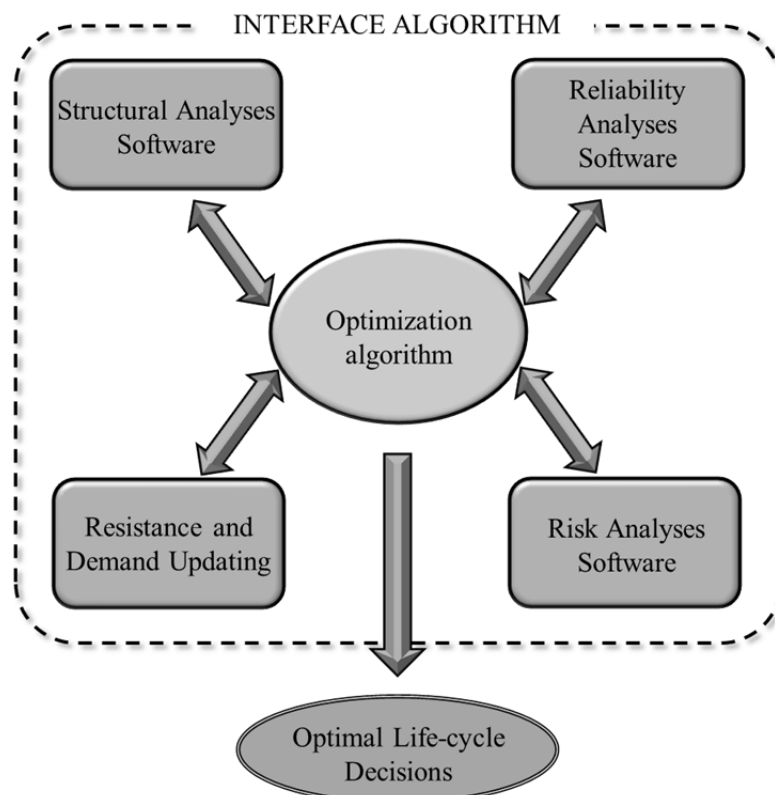 INTERFACE ALGORITHM
Structural Analyses
Software
Reliability
Analyses
Software
Optimization
algorithm
Resistance and
Demand Updating
Risk Analyses
Software
Optimal Life-cycle
Decisions